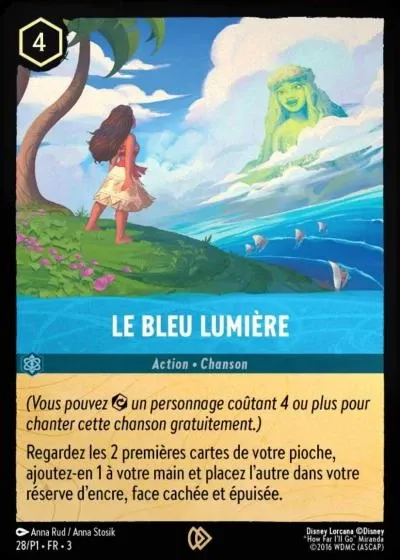 4
LE BLEU LUMIÈRE
Action • Chanson
(Vous pouvez un personnage coûtant 4 ou plus pour
chanter cette chanson gratuitement.)
Regardez les 2 premières cartes de votre pioche,
ajoutez-en 1 à votre main et placez l'autre dans votre
réserve d'encre, face cachée et épuisée.
Anna Rud / Anna Stosik
28/P1 • FR • 3
Disney Lorcana ©Disney
"How Far I'll Go" Miranda
©2016 WDMC (ASCAP)